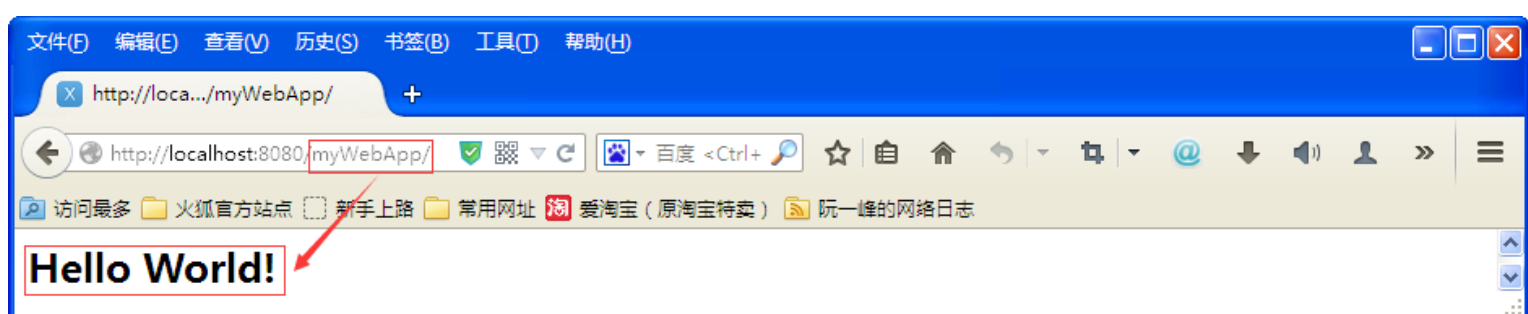 文件(F) 编辑(E) 查看(V) 历史(S) 书签(B) 工具(T) 帮助(H)
X http://loca.../myWebApp/ +
http://localhost:8080/myWebApp/ 百度 <Ctrl+ @ »
访问最多 火狐官方站点 新手上路 常用网址 淘 爱淘宝（原淘宝特卖） 阮一峰的网络日志
Hello World!